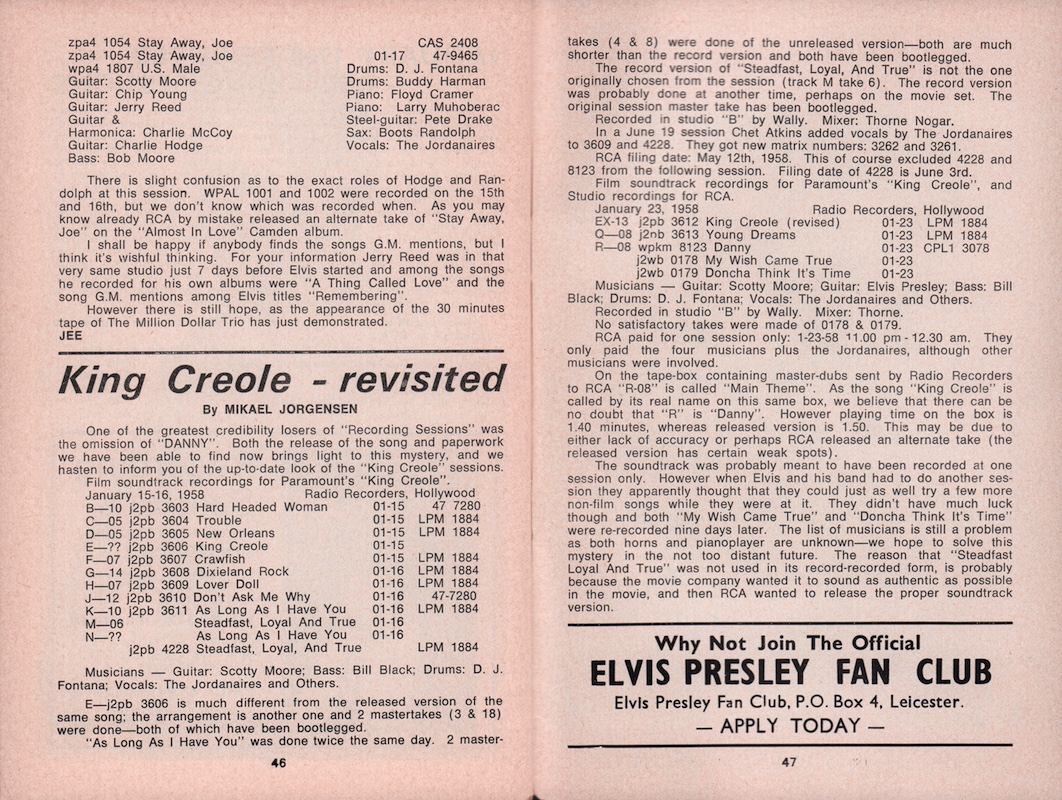 zpa4 1054 Stay Away, Joe CAS 2408
zpa4 1054 Stay Away, Joe 01-17 47-9465
wpa4 1807 U.S. Male Drums: D. J. Fontana
Guitar: Scotty Moore Drums: Buddy Harman
Guitar: Chip Young Piano: Floyd Cramer
Guitar: Jerry Reed Piano: Larry Muhoberac
Guitar & Steel-guitar: Pete Drake
Harmonica: Charlie McCoy Sax: Boots Randolph
Guitar: Charlie Hodge Vocals: The Jordanaires
Bass: Bob Moore
There is slight confusion as to the exact roles of Hodge and Ran-
dolph at this session. WPAL 1001 and 1002 were recorded on the 15th
and 16th, but we don't know which was recorded when. As you may
know already RCA by mistake released an alternate take of "Stay Away,
Joe" on the "Almost In Love" Camden album.
I shall be happy if anybody finds the songs G.M. mentions, but I
think it's wishful thinking. For your information Jerry Reed was in that
very same studio just 7 days before Elvis started and among the songs
he recorded for his own albums were "A Thing Called Love" and the
song G.M. mentions among Elvis titles "Remembering".
However there is still hope, as the appearance of the 30 minutes
tape of The Million Dollar Trio has just demonstrated.
JEE
King Creole - revisited
By MIKAEL JORGENSEN
One of the greatest credibility losers of "Recording Sessions" was
the omission of "DANNY". Both the release of the song and paperwork
we have been able to find now brings light to this mystery, and we
hasten to inform you of the up-to-date look of the "King Creole" sessions.
Film soundtrack recordings for Paramount's "King Creole".
January 15-16, 1958 Radio Recorders, Hollywood
B—10 j2pb 3603 Hard Headed Woman 01-15 47 7280
C—05 j2pb 3604 Trouble 01-15 LPM 1884
D—05 j2pb 3605 New Orleans 01-15 LPM 1884
E—?? j2pb 3606 King Creole 01-15
F—07 j2pb 3607 Crawfish 01-15 LPM 1884
G—14 j2pb 3608 Dixieland Rock 01-16 LPM 1884
H—07 j2pb 3609 Lover Doll 01-16 LPM 1884
J—12 j2pb 3610 Don't Ask Me Why 01-16 47-7280
K—10 j2pb 3611 As Long As I Have You 01-16 LPM 1884
M—06 Steadfast, Loyal And True 01-16
N—?? As Long As I Have You 01-16
j2pb 4228 Steadfast, Loyal, And True LPM 1884
Musicians — Guitar: Scotty Moore; Bass: Bill Black; Drums: D. J.
Fontana; Vocals: The Jordanaires and Others.
E—j2pb 3606 is much different from the released version of the
same song; the arrangement is another one and 2 mastertakes (3 & 18)
were done—both of which have been bootlegged.
"As Long As I Have You" was done twice the same day. 2 master-
46
takes (4 & 8) were done of the unreleased version—both are much
shorter than the record version and both have been bootlegged.
The record version of "Steadfast, Loyal, And True" is not the one
originally chosen from the session (track M take 6). The record version
was probably done at another time, perhaps on the movie set. The
original session master take has been bootlegged.
Recorded in studio "B" by Wally. Mixer: Thorne Nogar.
In a June 19 session Chet Atkins added vocals by The Jordanaires
to 3609 and 4228. They got new matrix numbers: 3262 and 3261.
RCA filing date: May 12th, 1958. This of course excluded 4228 and
8123 from the following session. Filing date of 4228 is June 3rd.
Film soundtrack recordings for Paramount's "King Creole", and
Studio recordings for RCA.
January 23, 1958 Radio Recorders, Hollywood
EX-13 j2pb 3612 King Creole (revised) 01-23 LPM 1884
Q—08 j2pb 3613 Young Dreams 01-23 LPM 1884
R—08 wpkm 8123 Danny 01-23 CPL1 3078
j2wb 0178 My Wish Came True 01-23
j2wb 0179 Doncha Think It's Time 01-23
Musicians — Guitar: Scotty Moore; Guitar: Elvis Presley; Bass: Bill
Black; Drums: D. J. Fontana; Vocals: The Jordanaires and Others.
Recorded in studio "B" by Wally. Mixer: Thorne.
No satisfactory takes were made of 0178 & 0179.
RCA paid for one session only: 1-23-58 11.00 pm - 12.30 am. They
only paid the four musicians plus the Jordanaires, although other
musicians were involved.
On the tape-box containing master-dubs sent by Radio Recorders
to RCA "R-08" is called "Main Theme". As the song "King Creole" is
called by its real name on this same box, we believe that there can be
no doubt that "R" is "Danny". However playing time on the box is
1.40 minutes, whereas released version is 1.50. This may be due to
either lack of accuracy or perhaps RCA released an alternate take (the
released version has certain weak spots).
The soundtrack was probably meant to have been recorded at one
session only. However when Elvis and his band had to do another ses-
sion they apparently thought that they could just as well try a few more
non-film songs while they were at it. They didn't have much luck
though and both "My Wish Came True" and "Doncha Think It's Time"
were re-recorded nine days later. The list of musicians is still a problem
as both horns and pianoplayer are unknown—we hope to solve this
mystery in the not too distant future. The reason that "Steadfast
Loyal And True" was not used in its record-recorded form, is probably
because the movie company wanted it to sound as authentic as possible
in the movie, and then RCA wanted to release the proper soundtrack
version.
Why Not Join The Official
ELVIS PRESLEY FAN CLUB
Elvis Presley Fan Club, P.O. Box 4, Leicester.
— APPLY TODAY —
47